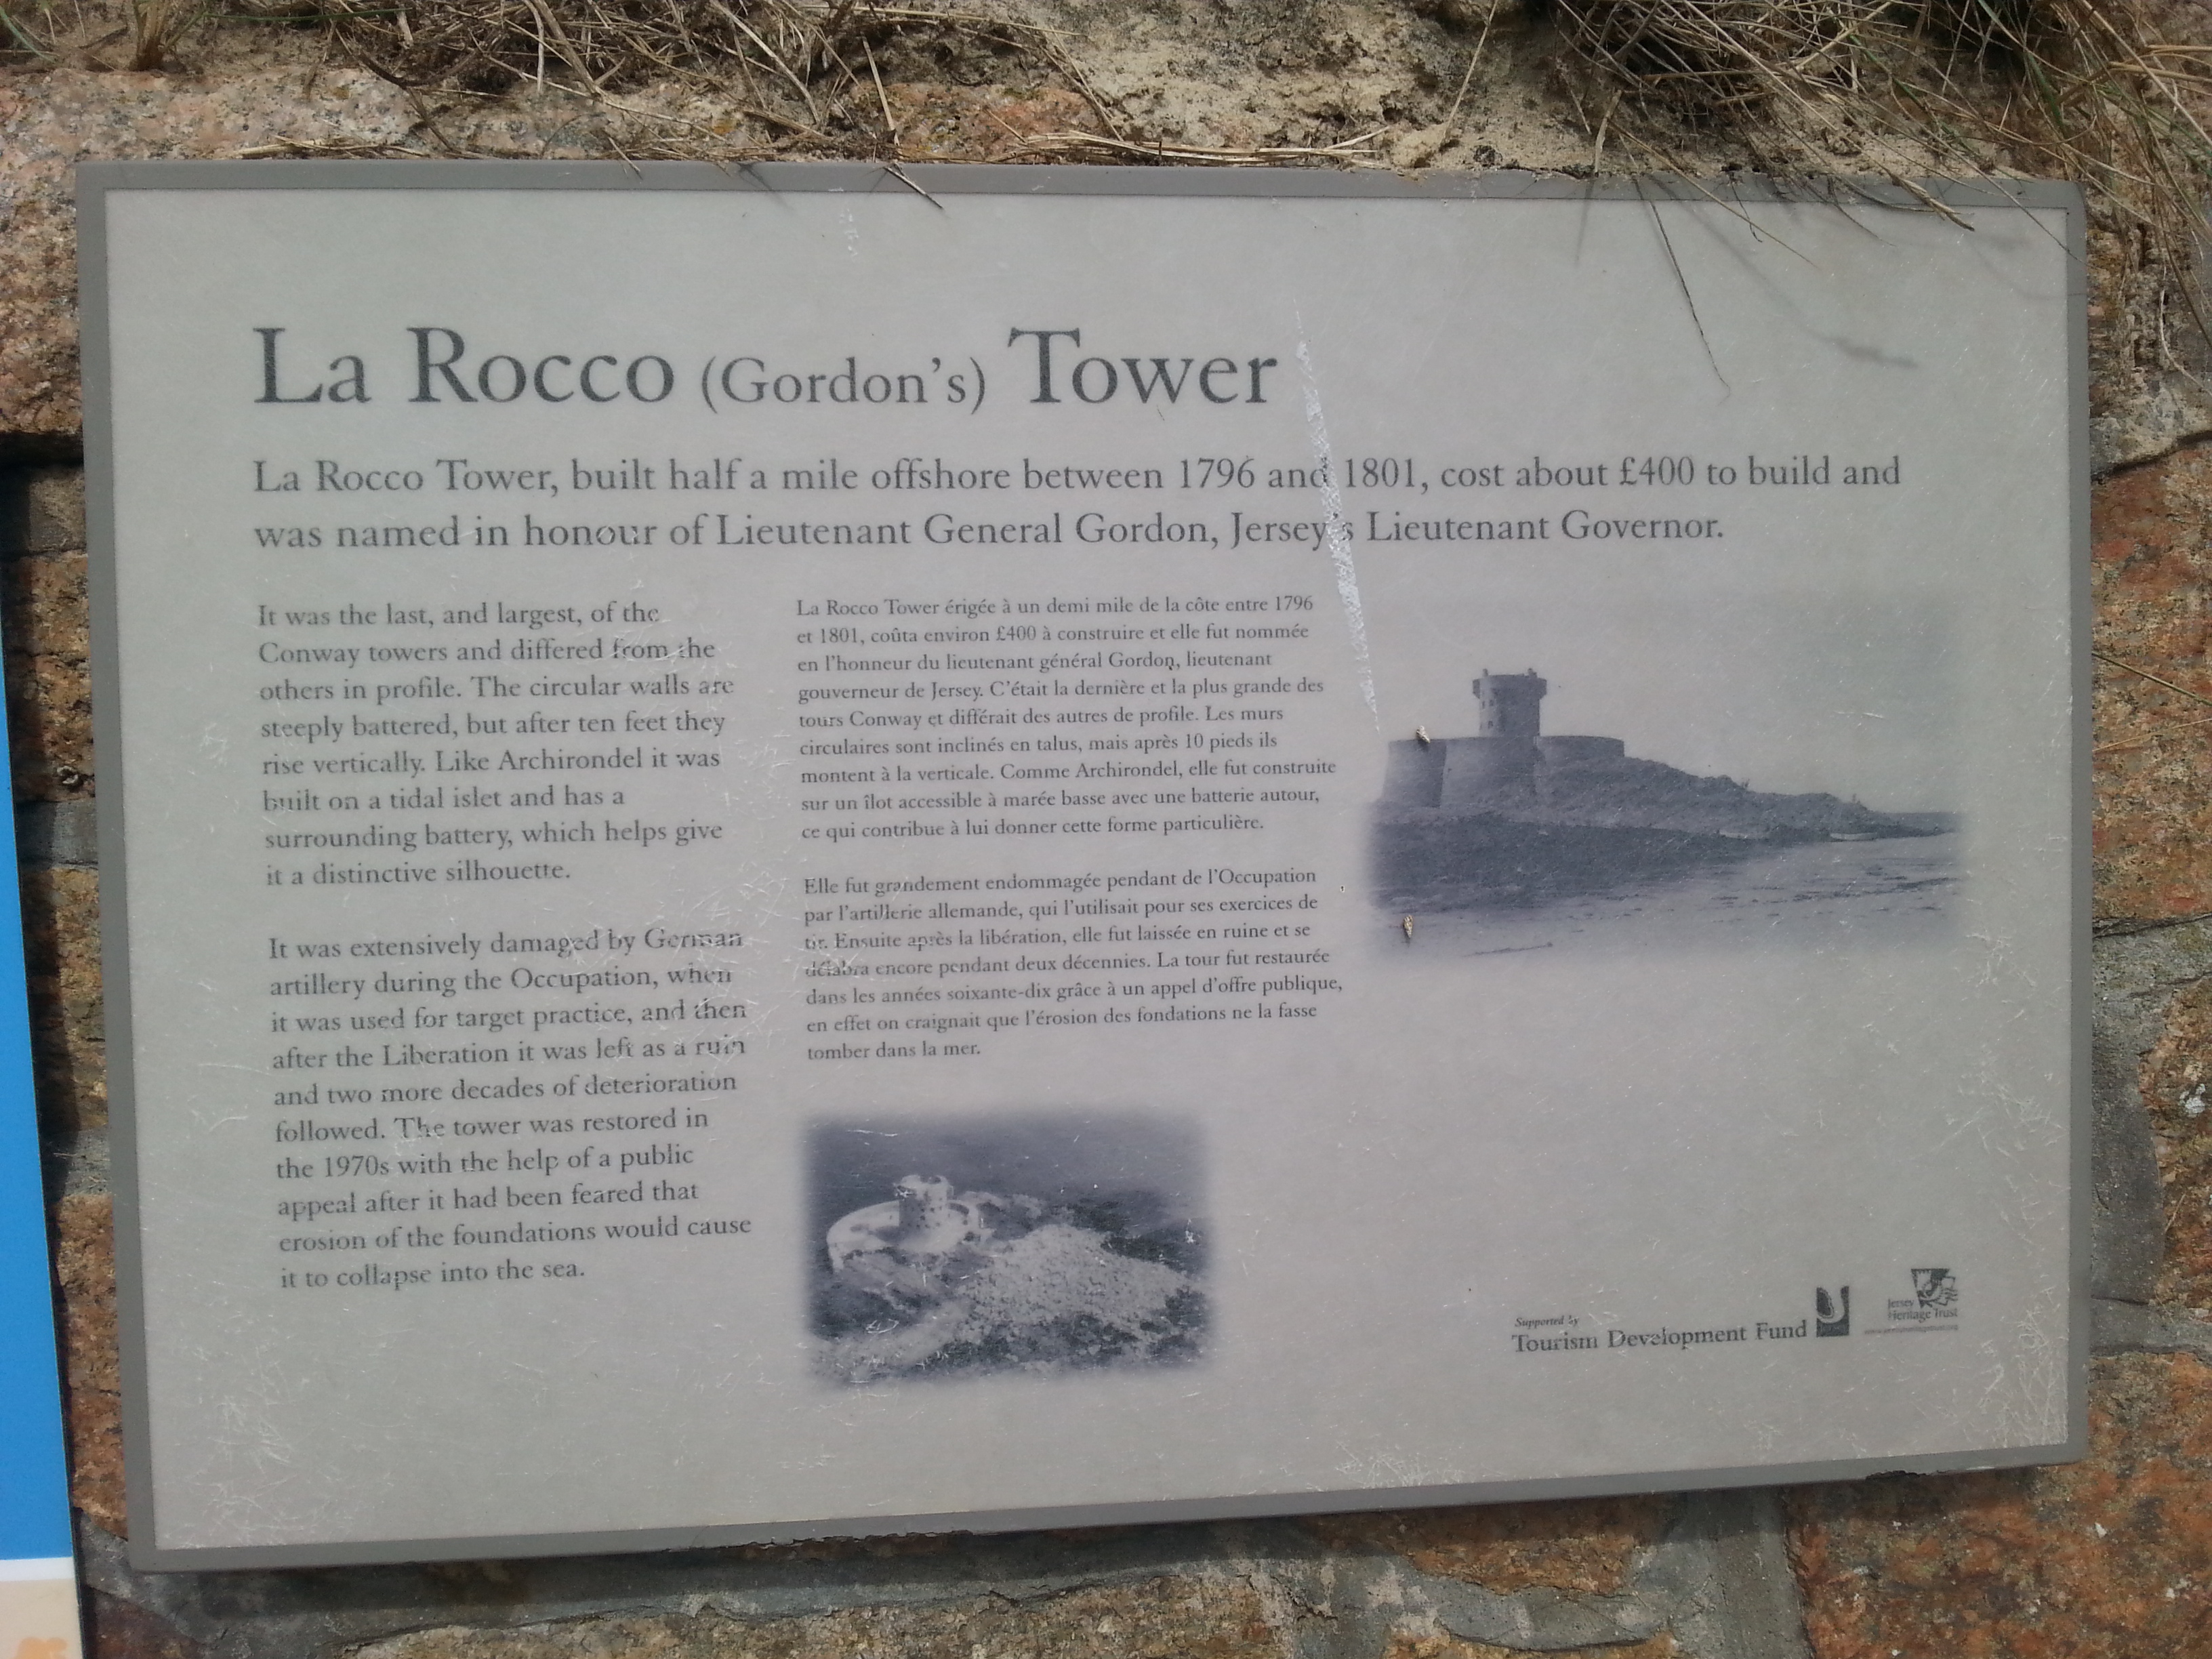 La Rocco (Gordon's) Tower
La Rocco Tower, built half a mile offshore between 1796 and 1801, cost about £400 to build and
was named in honour of Lieutenant General Gordon, Jersey's Lieutenant Governor.
It was the last, and largest, of the
Conway towers and differed from the
others in profile. The circular walls are
steeply battered, but after ten feet they
rise vertically. Like Archirondel it was
built on a tidal islet and has a
surrounding battery, which helps give
it a distinctive silhouette.
It was extensively damaged by German
artillery during the Occupation, when
it was used for target practice, and then
after the Liberation it was left as a ruin
and two more decades of deterioration
followed. The tower was restored in
the 1970s with the help of a public
appeal after it had been feared that
erosion of the foundations would cause
it to collapse into the sea.
La Rocco Tower érigée à un demi mile de la côte entre 1796
et 1801, coûta environ £400 à construire et elle fut nommée
en l'honneur du lieutenant général Gordon, lieutenant
gouverneur de Jersey. C'était la dernière et la plus grande des
tours Conway et différait des autres de profile. Les murs
circulaires sont inclinés en talus, mais après 10 pieds ils
montent à la verticale. Comme Archirondel, elle fut construite
sur un îlot accessible à marée basse avec une batterie autour,
ce qui contribue à lui donner cette forme particulière.
Elle fut grandement endommagée pendant de l'Occupation
par l'artillerie allemande, qui l'utilisait pour ses exercices de
tir. Ensuite après la libération, elle fut laissée en ruine et se
délabra encore pendant deux décennies. La tour fut restaurée
dans les années soixante-dix grâce à un appel d'offre publique,
en effet on craignait que l'érosion des fondations ne la fasse
tomber dans la mer.
Supported by
Tourism Development Fund
Jersey
Heritage Trust